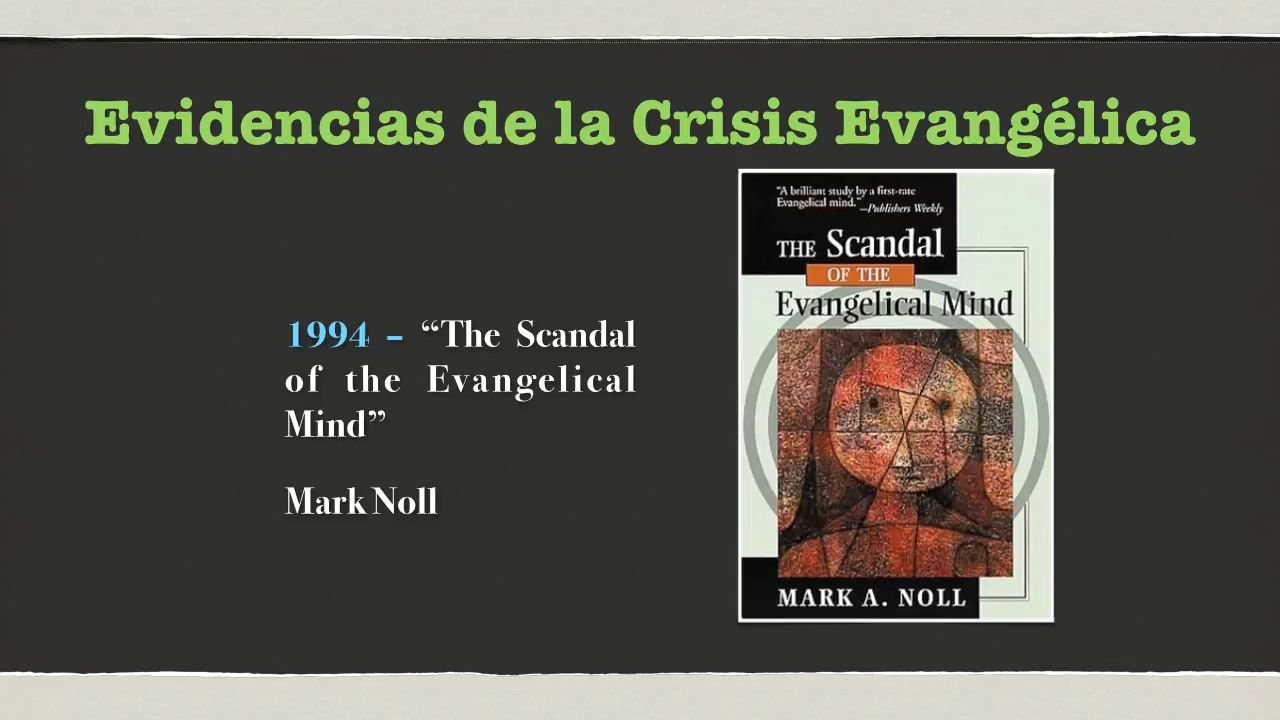 Evidencias de la Crisis Evangélica
1994 – “The Scandal
of the Evangelical
Mind”
Mark Noll
“A brilliant study by a first-rate
Evangelical mind.”
—Publishers Weekly
THE Scandal
OF THE
Evangelical Mind
MARK A. NOLL